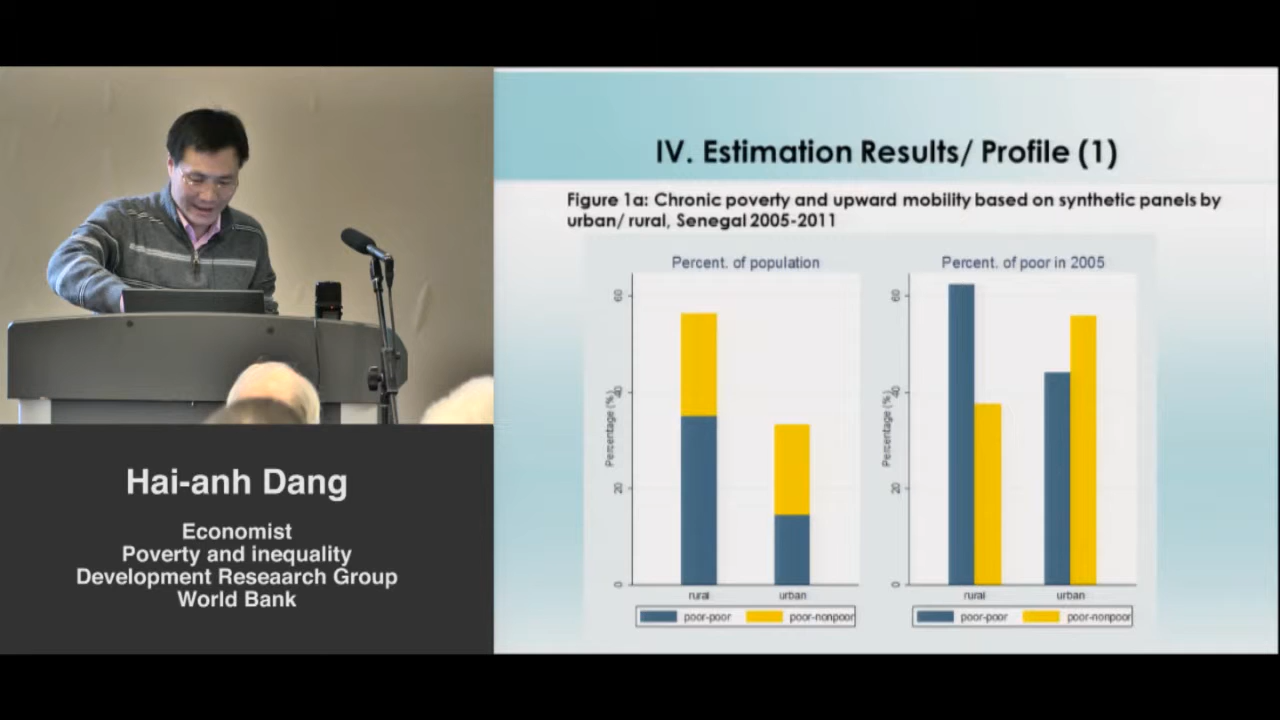 IV. Estimation Results/ Profile (1)
Figure 1a: Chronic poverty and upward mobility based on synthetic panels by
urban/ rural, Senegal 2005-2011
Percent. of population
Percentage (%)
0
20
40
60
rural
urban
poor-poor
poor-nonpoor
Percent. of poor in 2005
Percentage (%)
0
20
40
60
rural
urban
poor-poor
poor-nonpoor
Hai-anh Dang
Economist
Poverty and inequality
Development Reseaarch Group
World Bank